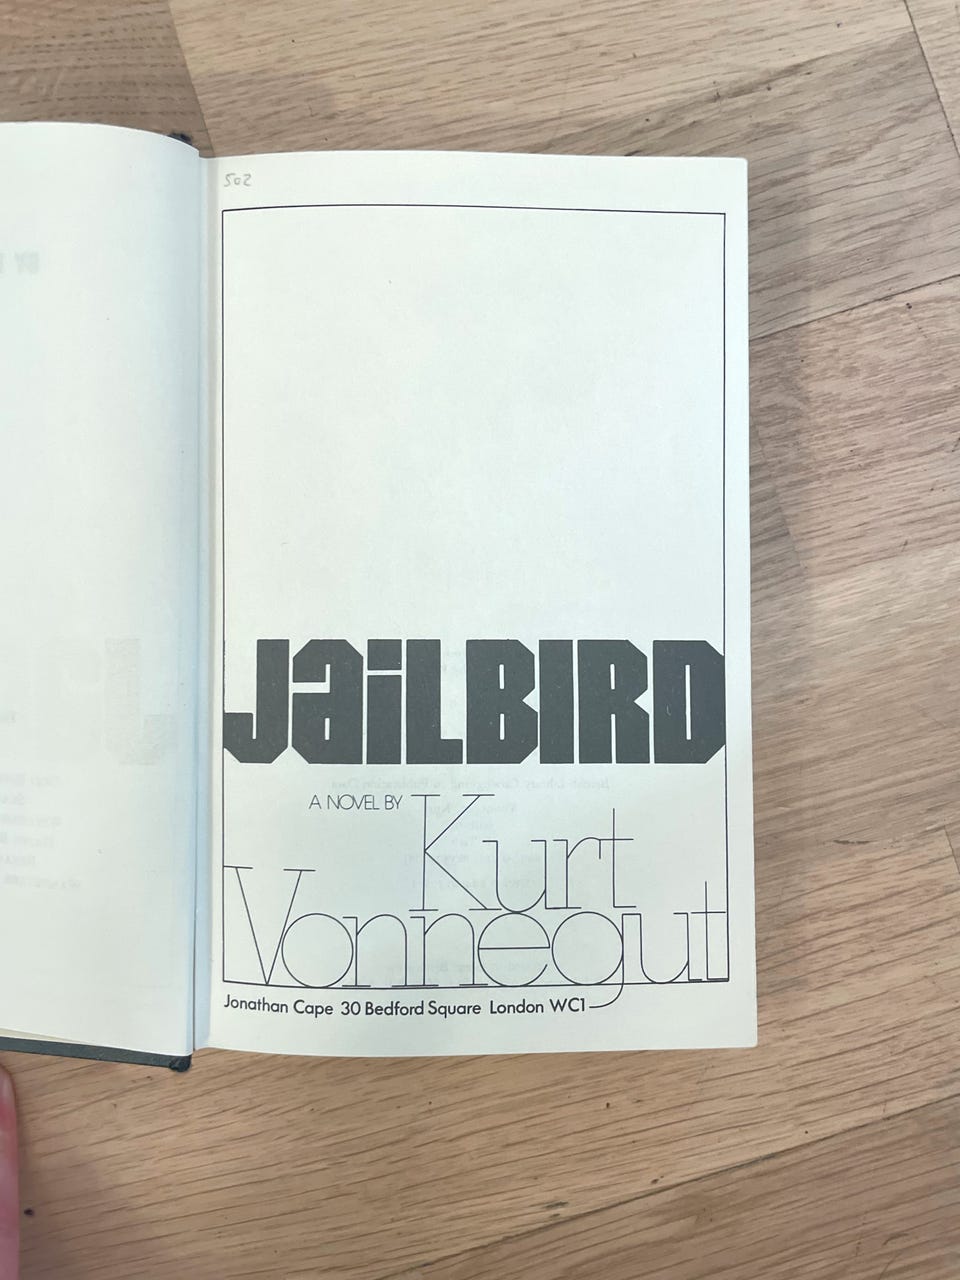 502
JaiLBIRD
A NOVEL BY Kurt
Vonnegut
Jonathan Cape 30 Bedford Square London WC1